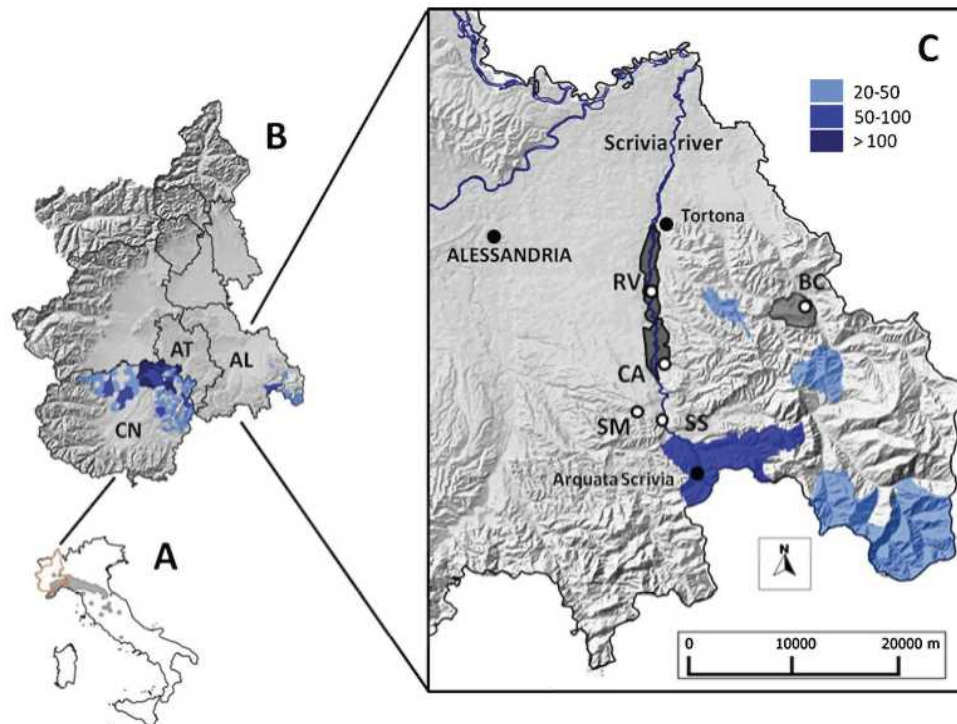 A
B
AT
AL
CN
C
20-50
50-100
>100
Scrivia river
Tortona
ALESSANDRIA
RV
BC
CA
SM
SS
Arquata Scrivia
N
0
10000
20000 m